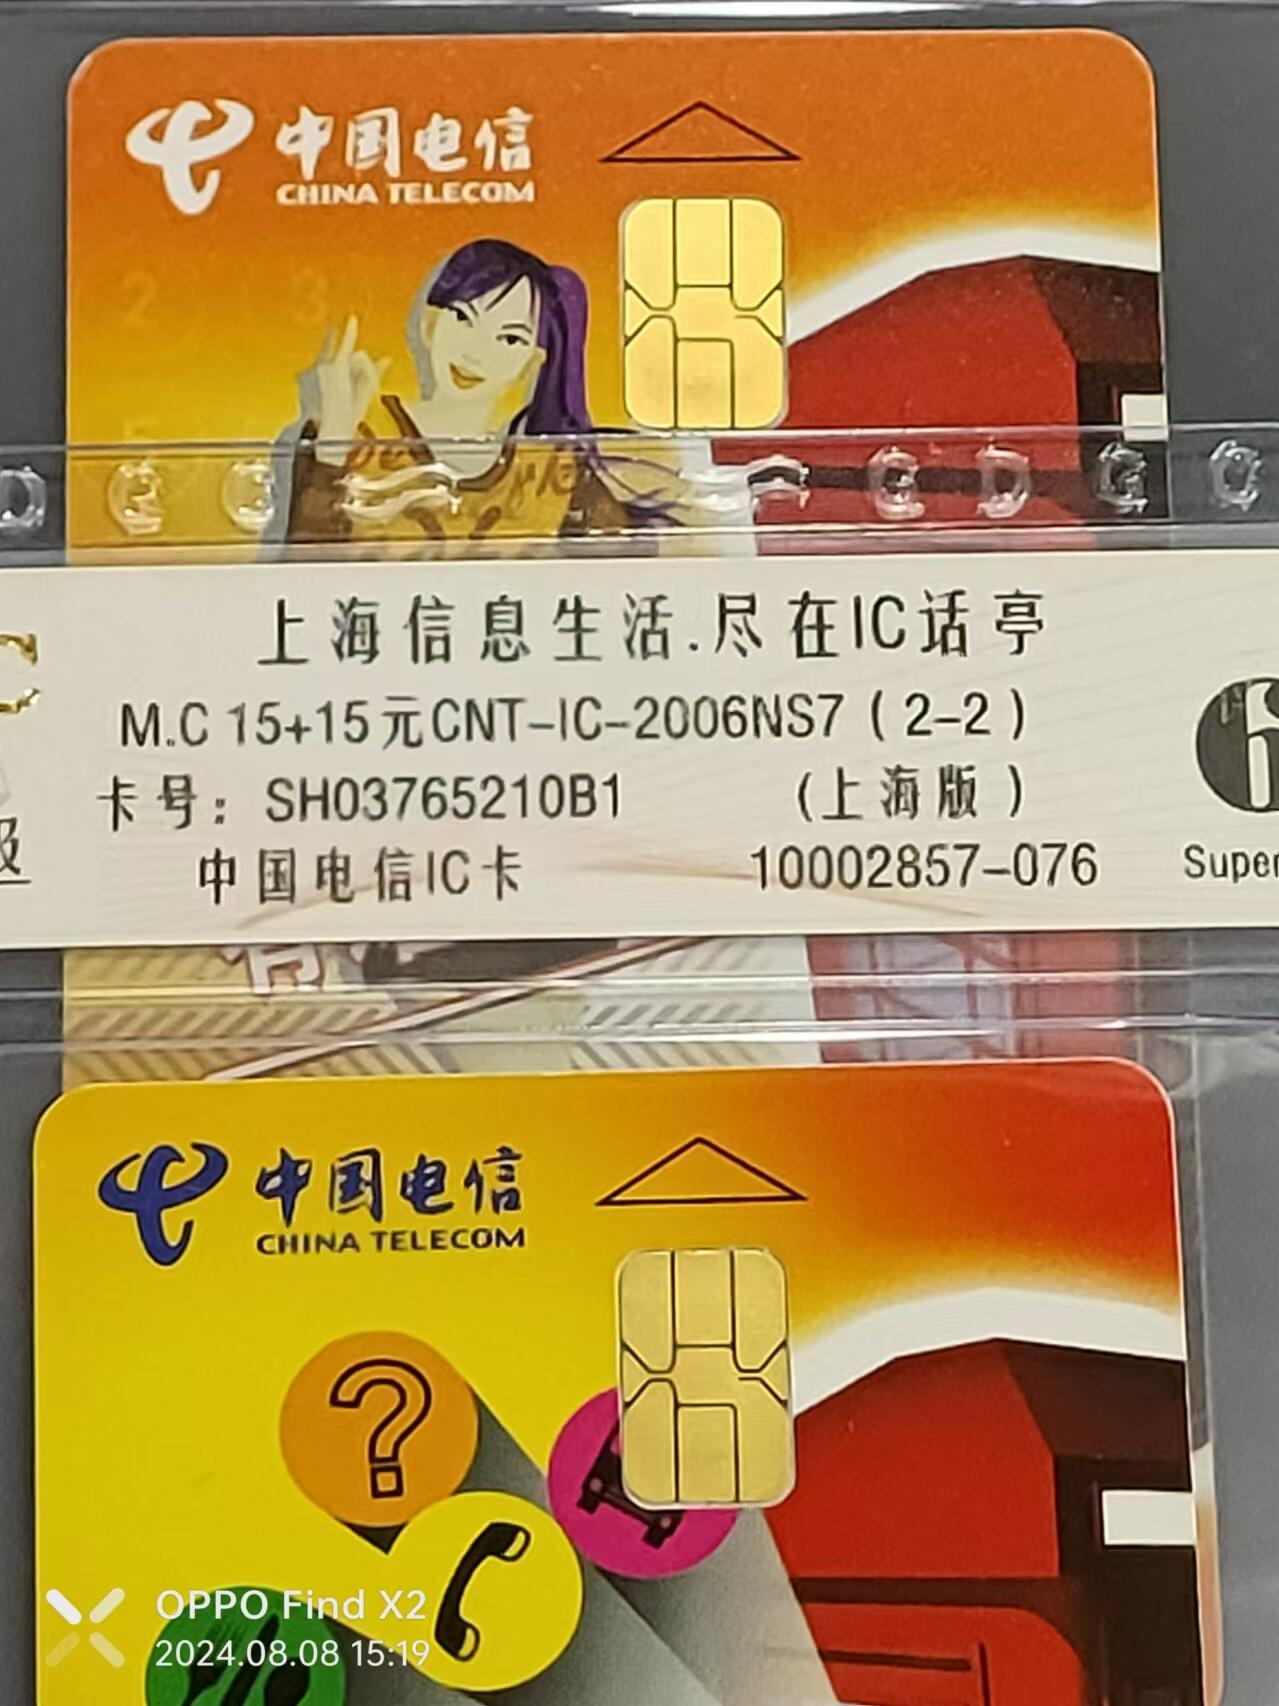 中国电信
CHINA TELECOM
2 3
C D G C
上海信息生活.尽在IC话亭
M.C 15+15元CNT-IC-2006NS7（2-2）
卡号：SH03765210B1 （上海版）
中国电信IC卡 10002857-076
Super
中国电信
CHINA TELECOM
?
OPPO Find X2
2024.08.08 15:19